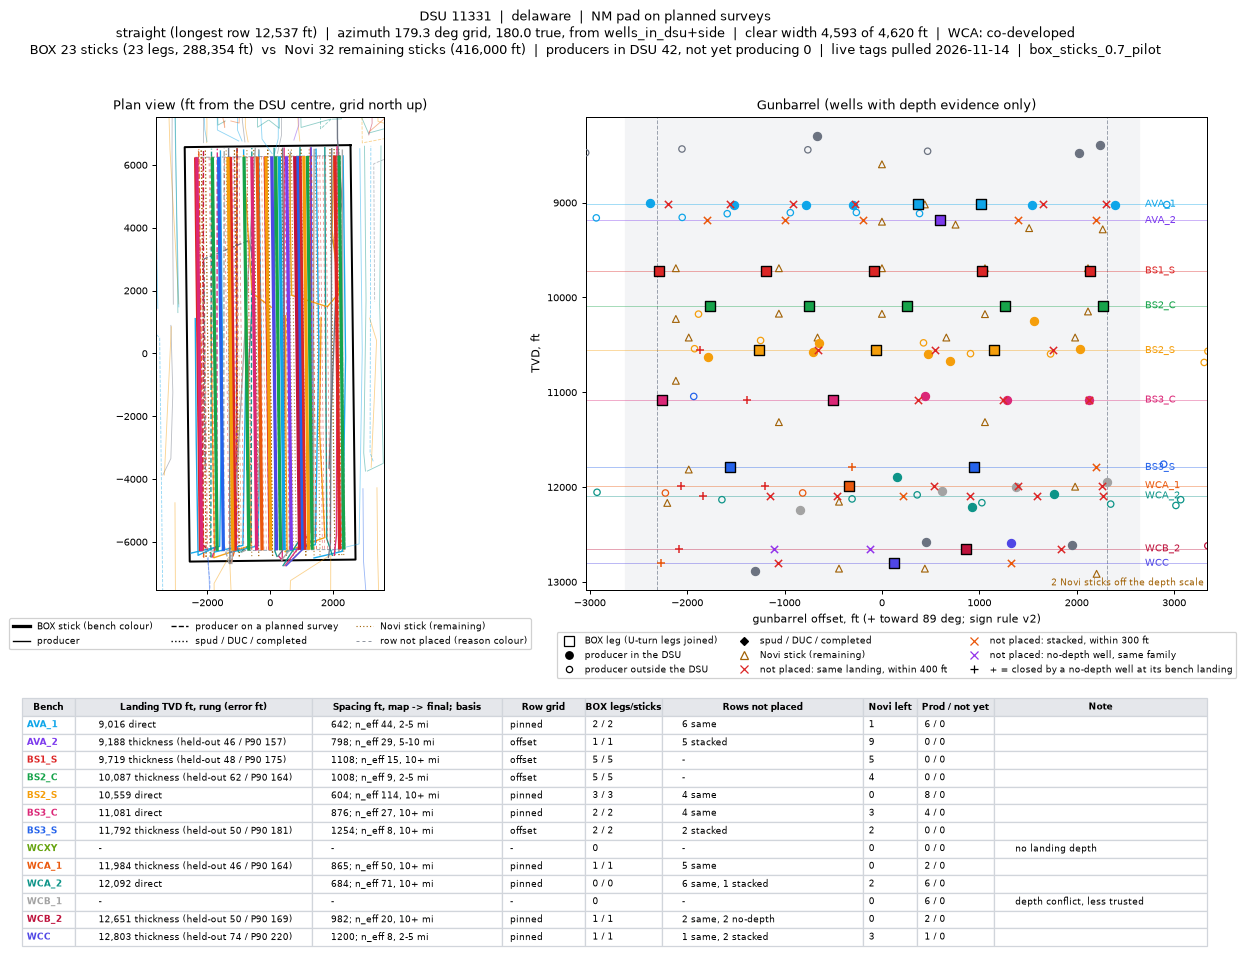 DSU 11331 | delaware | NM pad on planned surveys
straight (longest row 12,537 ft) | azimuth 179.3 deg grid, 180.0 true, from wells_in_dsu+side | clear width 4,593 of 4,620 ft | WCA: co-developed
BOX 23 sticks (23 legs, 288,354 ft) vs Novi 32 remaining sticks (416,000 ft) | producers in DSU 42, not yet producing 0 | live tags pulled 2026-11-14 | box_sticks_0.7_pilot
Plan view (ft from the DSU centre, grid north up)
6000
4000
2000
0
−2000
−4000
−6000
−2000 0 2000
BOX stick (bench colour)
producer
producer on a planned survey
spud / DUC / completed
Novi stick (remaining)
row not placed (reason colour)
Gunbarrel (wells with depth evidence only)
TVD, ft
9000
10000
11000
12000
13000
AVA_1
AVA_2
BS1_S
BS2_C
BS2_S
BS3_C
BS3_S
WCA_1
WCA_2
WCB_2
WCC
2 Novi sticks off the depth scale
−3000 −2000 −1000 0 1000 2000 3000
gunbarrel offset, ft (+ toward 89 deg; sign rule v2)
BOX leg (U-turn legs joined)
producer in the DSU
producer outside the DSU
spud / DUC / completed
Novi stick (remaining)
not placed: same landing, within 400 ft
not placed: stacked, within 300 ft
not placed: no-depth well, same family
+ = closed by a no-depth well at its bench landing
Bench Landing TVD ft, rung (error ft) Spacing ft, map -> final; basis Row grid BOX legs/sticks Rows not placed Novi left Prod / not yet Note
AVA_1 9,016 direct 642; n_eff 44, 2-5 mi pinned 2 / 2 6 same 1 6 / 0
AVA_2 9,188 thickness (held-out 46 / P90 157) 798; n_eff 29, 5-10 mi offset 1 / 1 5 stacked 9 0 / 0
BS1_S 9,719 thickness (held-out 48 / P90 175) 1108; n_eff 15, 10+ mi offset 5 / 5 - 5 0 / 0
BS2_C 10,087 thickness (held-out 62 / P90 164) 1008; n_eff 9, 2-5 mi offset 5 / 5 - 4 0 / 0
BS2_S 10,559 direct 604; n_eff 114, 10+ mi pinned 3 / 3 4 same 0 8 / 0
BS3_C 11,081 direct 876; n_eff 27, 10+ mi pinned 2 / 2 4 same 3 4 / 0
BS3_S 11,792 thickness (held-out 50 / P90 181) 1254; n_eff 8, 10+ mi offset 2 / 2 2 stacked 2 0 / 0
WCXY - - - 0 - 0 0 / 0 no landing depth
WCA_1 11,984 thickness (held-out 46 / P90 164) 865; n_eff 50, 10+ mi pinned 1 / 1 5 same 0 2 / 0
WCA_2 12,092 direct 684; n_eff 71, 10+ mi pinned 0 / 0 6 same, 1 stacked 2 6 / 0
WCB_1 - - - 0 - 0 6 / 0 depth conflict, less trusted
WCB_2 12,651 thickness (held-out 50 / P90 169) 982; n_eff 20, 10+ mi pinned 1 / 1 2 same, 2 no-depth 0 2 / 0
WCC 12,803 thickness (held-out 74 / P90 220) 1200; n_eff 8, 2-5 mi pinned 1 / 1 1 same, 2 stacked 3 1 / 0